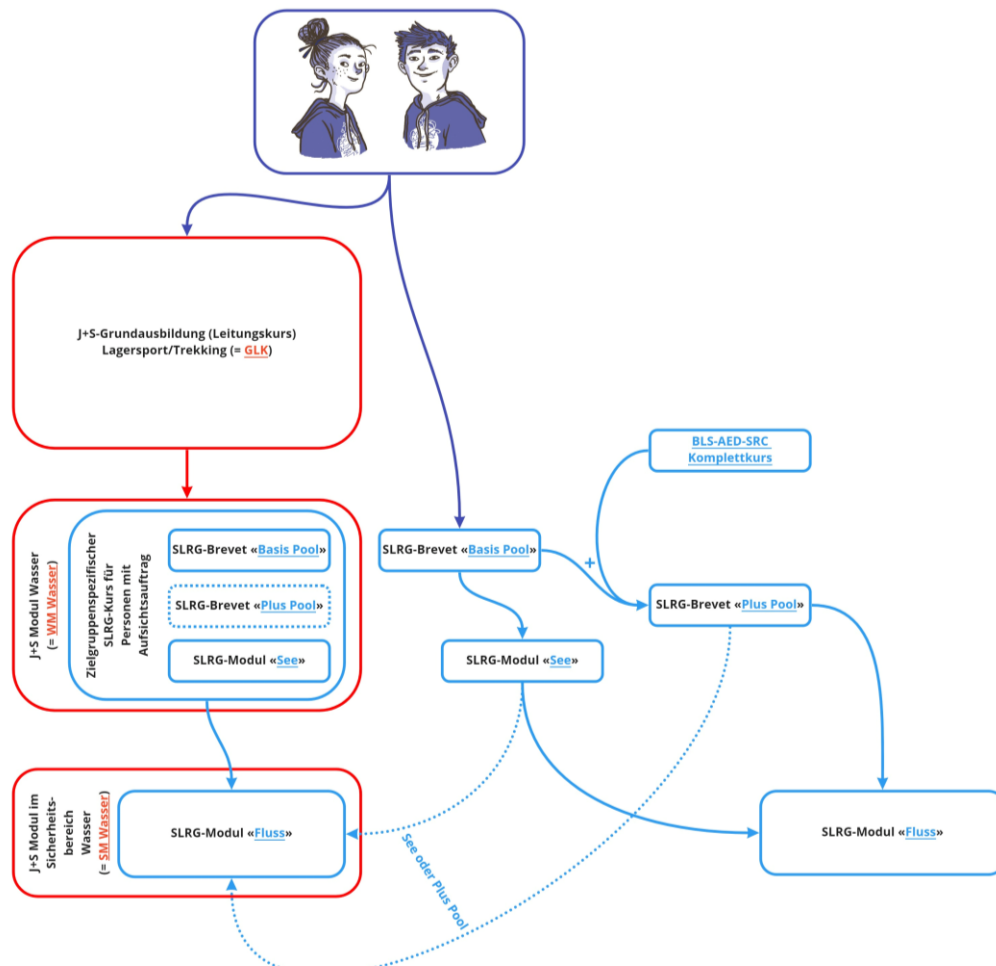 J+S-Grundausbildung (Leitungskurs)
Lagersport/Trekking (= GLK)
BLS-AED-SRC
Komplettkurs
J+S Modul Wasser
(= WM Wasser)
Zielgruppenspezifischer
SLRG-Kurs für
Personen mit
Aufsichtsauftrag
SLRG-Brevet «Basis Pool»
SLRG-Brevet «Plus Pool»
SLRG-Modul «See»
SLRG-Brevet «Basis Pool»
+
SLRG-Brevet «Plus Pool»
SLRG-Modul «See»
J+S Modul im
Sicherheits-
bereich
Wasser
(= SM Wasser)
SLRG-Modul «Fluss»
See oder Plus Pool
SLRG-Modul «Fluss»